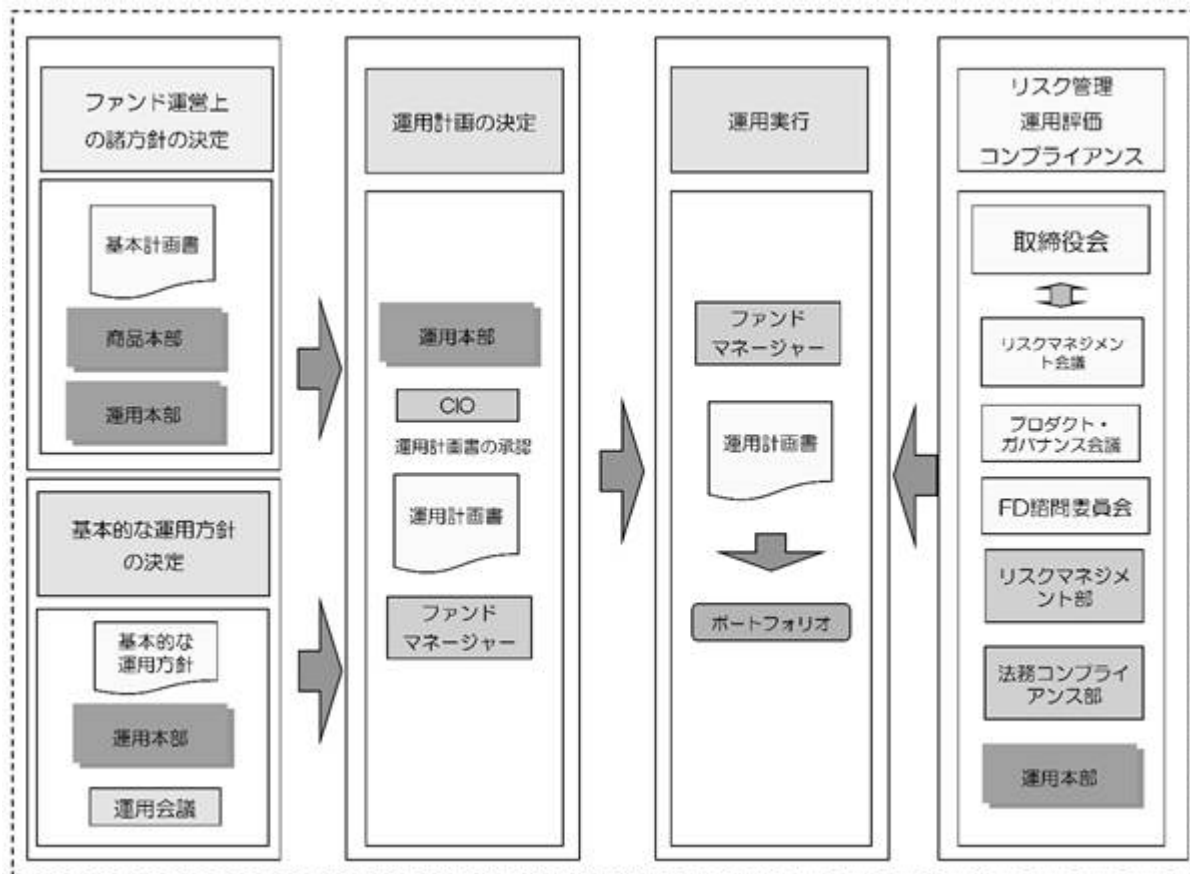 ファンド運営上
の諸方針の決定
基本計画書
商品本部
運用本部
基本的な運用方針
の決定
基本的な
運用方針
運用本部
運用会議
運用計画の決定
運用本部
CIO
運用計画書の承認
運用計画書
ファンド
マネージャー
運用実行
ファンド
マネージャー
運用計画書
ポートフォリオ
リスク管理
運用評価
コンプライアンス
取締役会
リスクマネジメン
ト会議
プロダクト・
ガバナンス会議
FD諮問委員会
リスクマネジメ
ント部
法務コンプライ
アンス部
運用本部